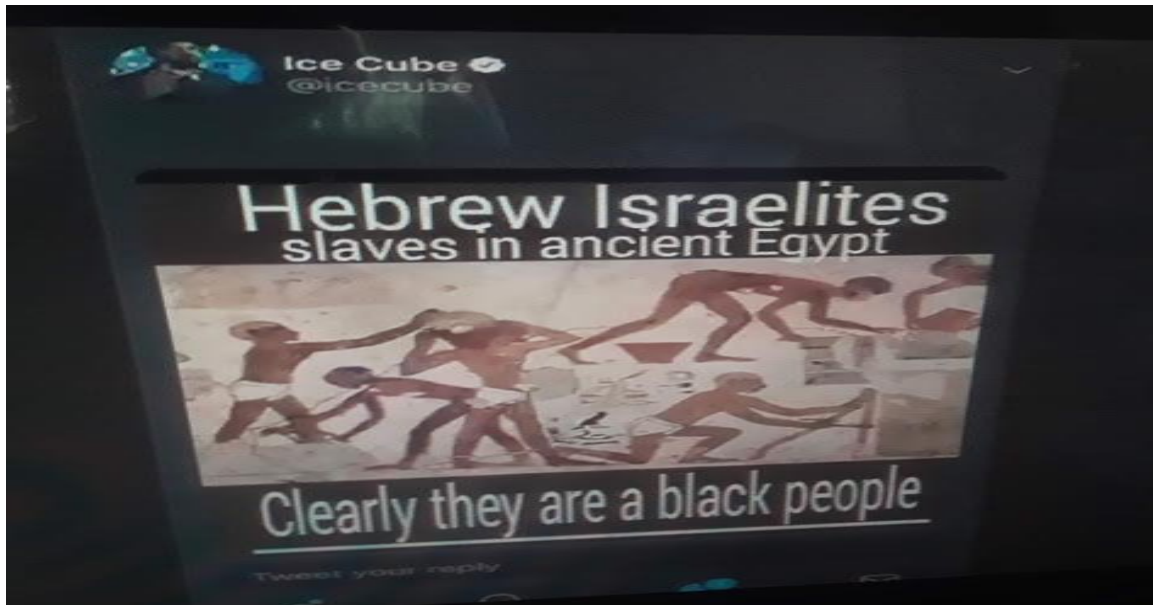 Ice Cube
@icecube
Hebrew Israelites
slaves in ancient Egypt
Clearly they are a black people
Tweet your reply